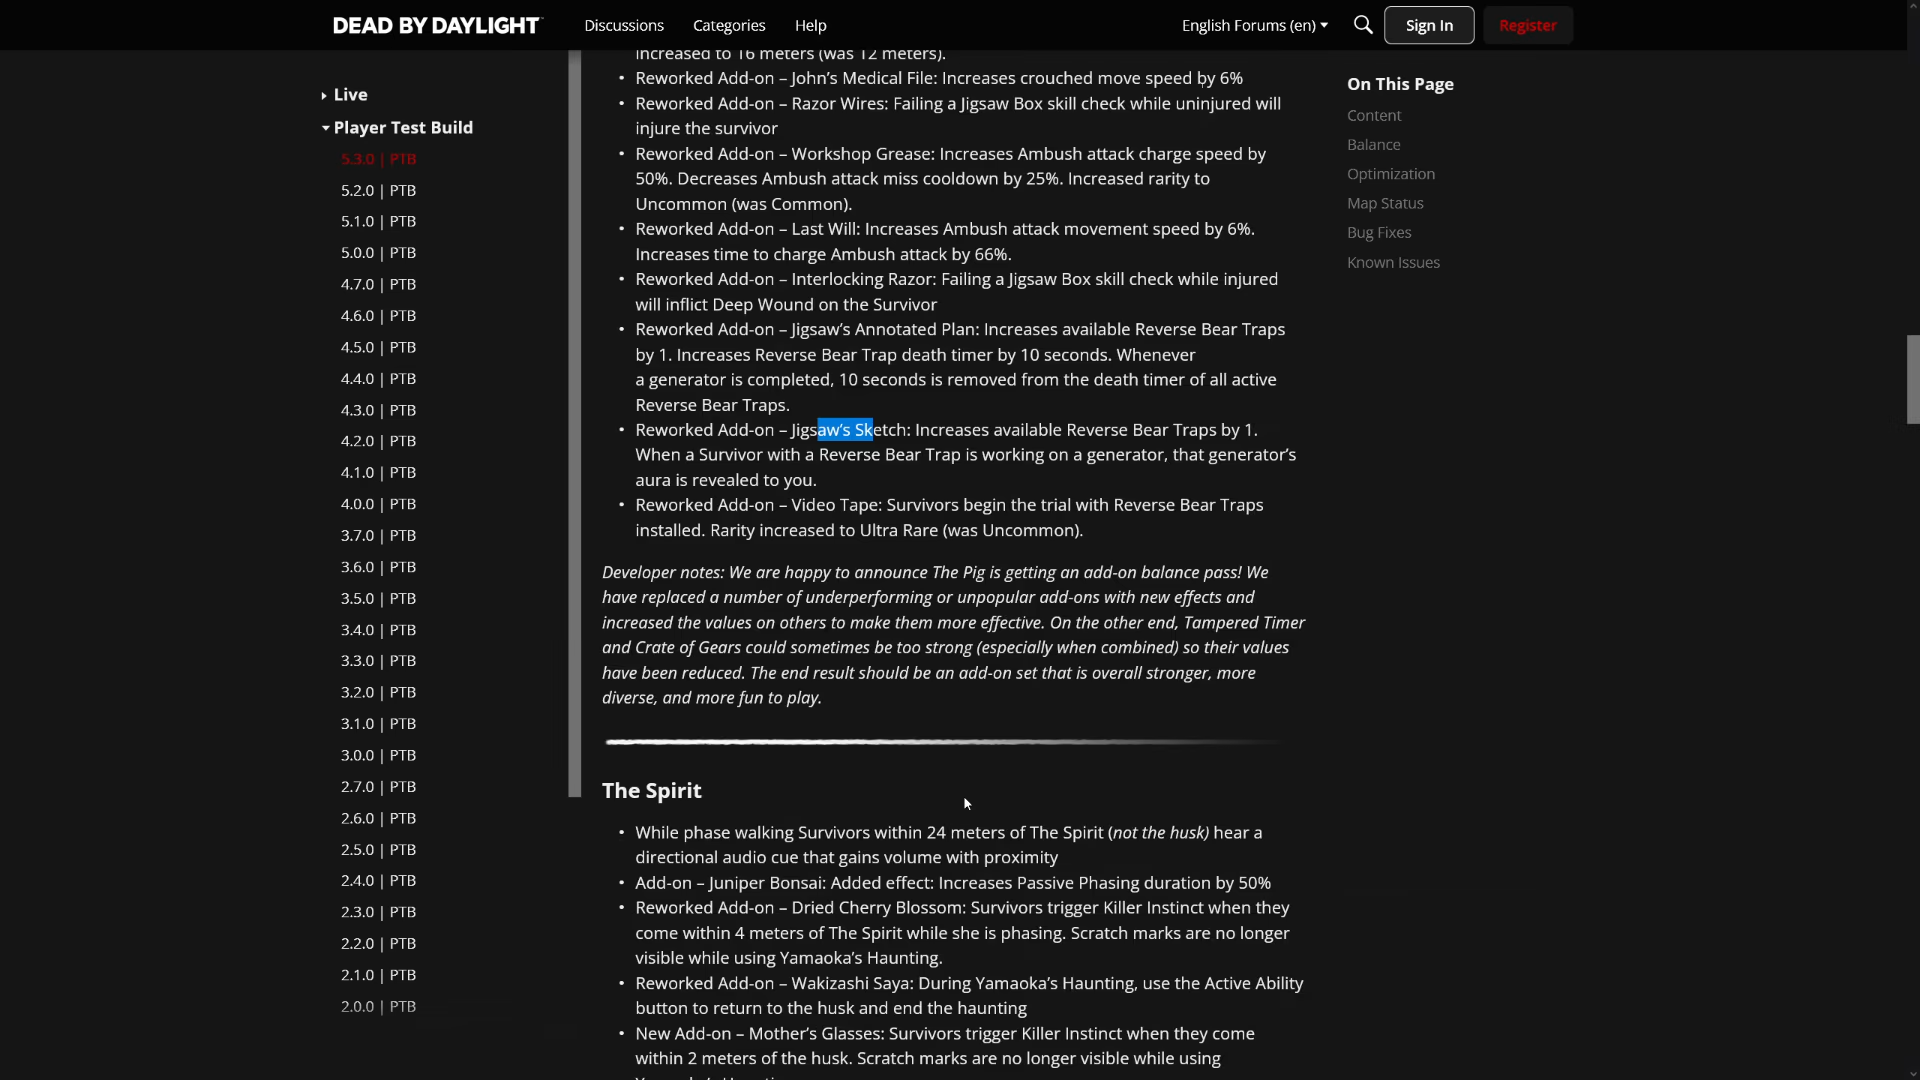 DEAD BY DAYLIGHT
Discussions
Categories
Help
English Forums (en)
Sign In
Register
Live
Player Test Build
5.3.0 | PTB
5.2.0 | PTB
5.1.0 | PTB
5.0.0 | PTB
4.7.0 | PTB
4.6.0 | PTB
4.5.0 | PTB
4.4.0 | PTB
4.3.0 | PTB
4.2.0 | PTB
4.1.0 | PTB
4.0.0 | PTB
3.7.0 | PTB
3.6.0 | PTB
3.5.0 | PTB
3.4.0 | PTB
3.3.0 | PTB
3.2.0 | PTB
3.1.0 | PTB
3.0.0 | PTB
2.7.0 | PTB
2.6.0 | PTB
2.5.0 | PTB
2.4.0 | PTB
2.3.0 | PTB
2.2.0 | PTB
2.1.0 | PTB
2.0.0 | PTB
increased to 16 meters (was 12 meters).
• Reworked Add-on – John’s Medical File: Increases crouched move speed by 6%
• Reworked Add-on – Razor Wires: Failing a Jigsaw Box skill check while uninjured will
injure the survivor
• Reworked Add-on – Workshop Grease: Increases Ambush attack charge speed by
50%. Decreases Ambush attack miss cooldown by 25%. Increased rarity to
Uncommon (was Common).
• Reworked Add-on – Last Will: Increases Ambush attack movement speed by 6%.
Increases time to charge Ambush attack by 66%.
• Reworked Add-on – Interlocking Razor: Failing a Jigsaw Box skill check while injured
will inflict Deep Wound on the Survivor
• Reworked Add-on – Jigsaw’s Annotated Plan: Increases available Reverse Bear Traps
by 1. Increases Reverse Bear Trap death timer by 10 seconds. Whenever
a generator is completed, 10 seconds is removed from the death timer of all active
Reverse Bear Traps.
• Reworked Add-on – Jigsaw’s Sketch: Increases available Reverse Bear Traps by 1.
When a Survivor with a Reverse Bear Trap is working on a generator, that generator’s
aura is revealed to you.
• Reworked Add-on – Video Tape: Survivors begin the trial with Reverse Bear Traps
installed. Rarity increased to Ultra Rare (was Uncommon).
Developer notes: We are happy to announce The Pig is getting an add-on balance pass! We
have replaced a number of underperforming or unpopular add-ons with new effects and
increased the values on others to make them more effective. On the other end, Tampered Timer
and Crate of Gears could sometimes be too strong (especially when combined) so their values
have been reduced. The end result should be an add-on set that is overall stronger, more
diverse, and more fun to play.
The Spirit
• While phase walking Survivors within 24 meters of The Spirit (not the husk) hear a
directional audio cue that gains volume with proximity
• Add-on – Juniper Bonsai: Added effect: Increases Passive Phasing duration by 50%
• Reworked Add-on – Dried Cherry Blossom: Survivors trigger Killer Instinct when they
come within 4 meters of The Spirit while she is phasing. Scratch marks are no longer
visible while using Yamaoka’s Haunting.
• Reworked Add-on – Wakizashi Saya: During Yamaoka’s Haunting, use the Active Ability
button to return to the husk and end the haunting
• New Add-on – Mother’s Glasses: Survivors trigger Killer Instinct when they come
within 2 meters of the husk. Scratch marks are no longer visible while using
On This Page
Content
Balance
Optimization
Map Status
Bug Fixes
Known Issues